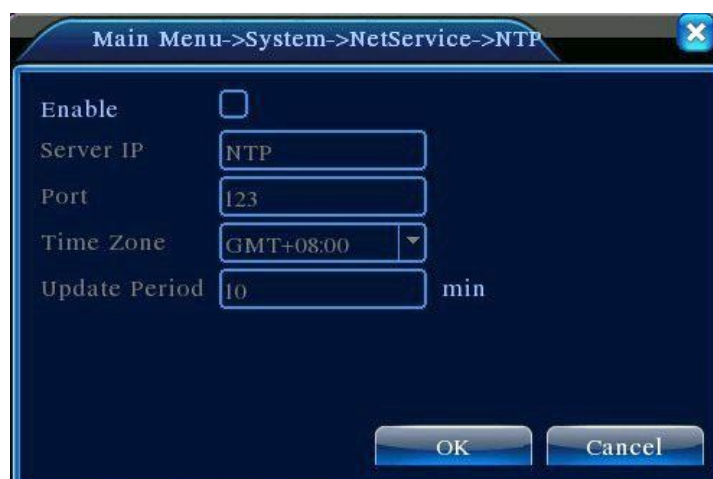 Main Menu->System->NetService->NTP
Enable
Server IP NTP
Port 123
Time Zone GMT+08:00
Update Period 10 min
OK Cancel